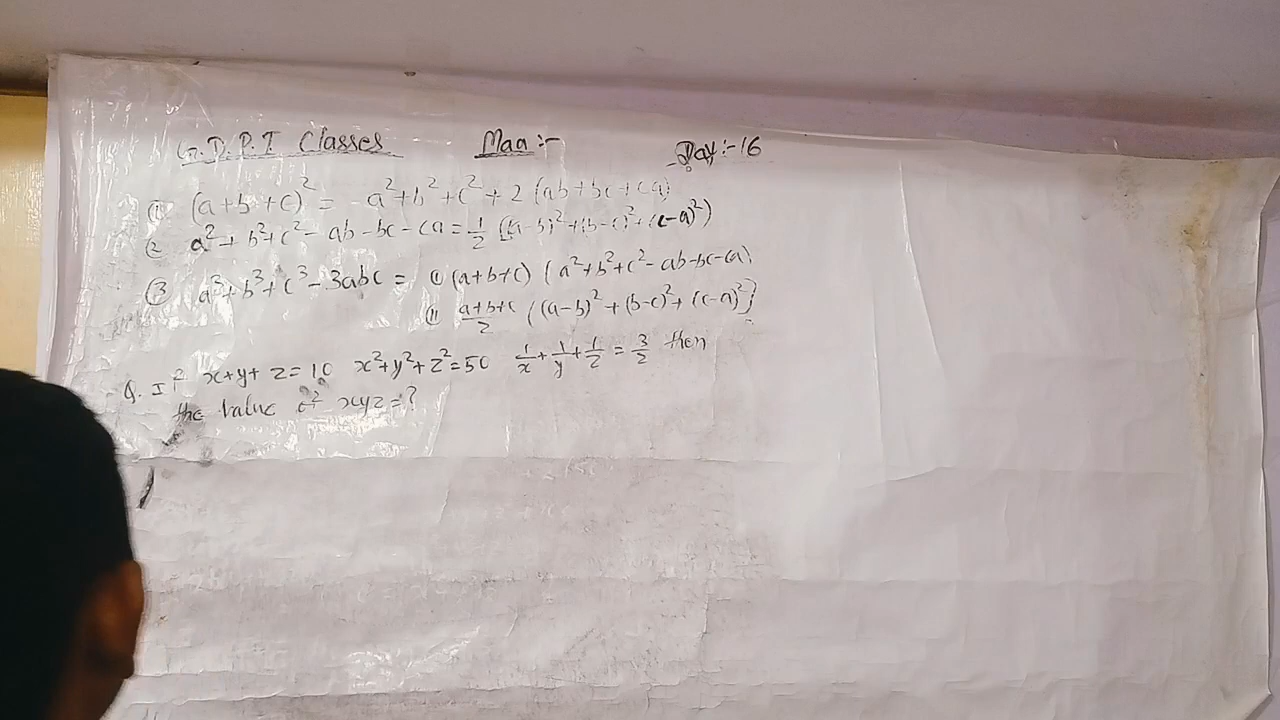 G.D.P.I Classes Maa :- Day :- 16
① (a+b+c)² = a²+b²+c²+2(ab+bc+ca)
② a²+b²+c²-ab-bc-ca = 1/2 ((a-b)²+(b-c)²+(c-a)²)
③ a³+b³+c³-3abc = ① (a+b+c) (a²+b²+c²-ab-bc-ca)
② a+b+c/2 ((a-b)²+(b-c)²+(c-a)²)
Q. If x+y+z=10 x²+y²+z²=50 1/x+1/y+1/z=3/2 then
the value of xyz=?